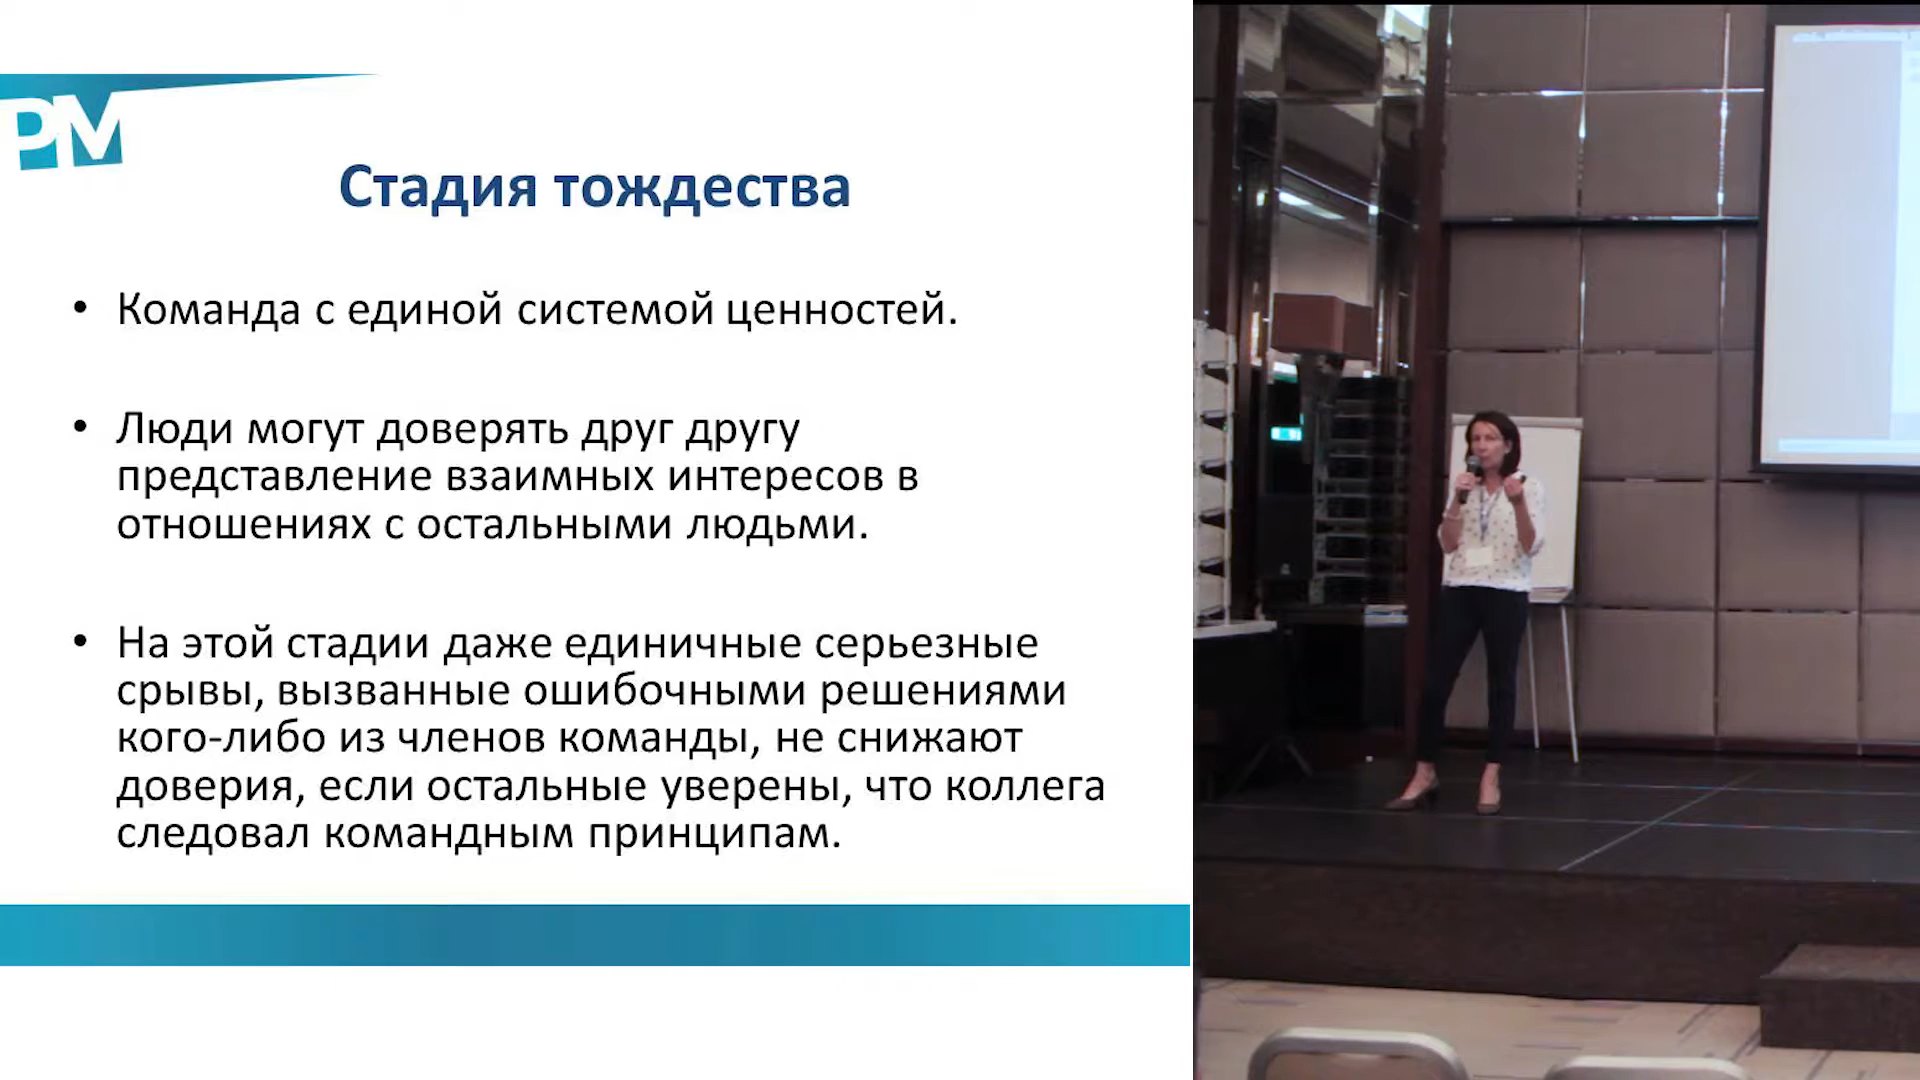 PM
Стадия тождества
• Команда с единой системой ценностей.
• Люди могут доверять друг другу
представление взаимных интересов в
отношениях с остальными людьми.
• На этой стадии даже единичные серьезные
срывы, вызванные ошибочными решениями
кого-либо из членов команды, не снижают
доверия, если остальные уверены, что коллега
следовал командным принципам.